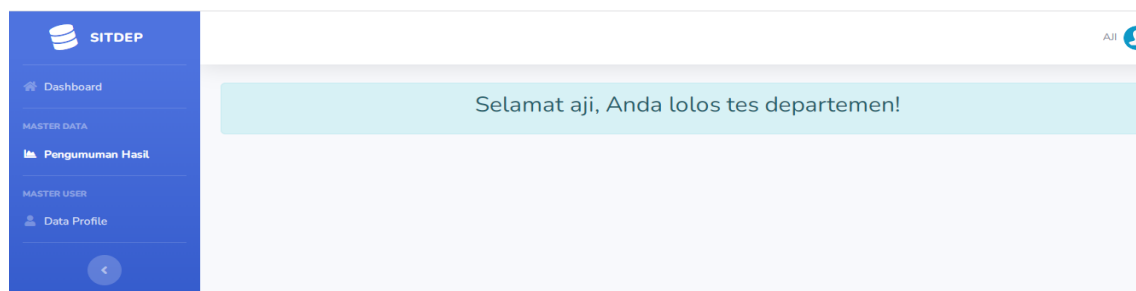 SITDEP
AJI
Dashboard
Selamat aji, Anda lolos tes departemen!
MASTER DATA
Pengumuman Hasil
MASTER USER
Data Profile